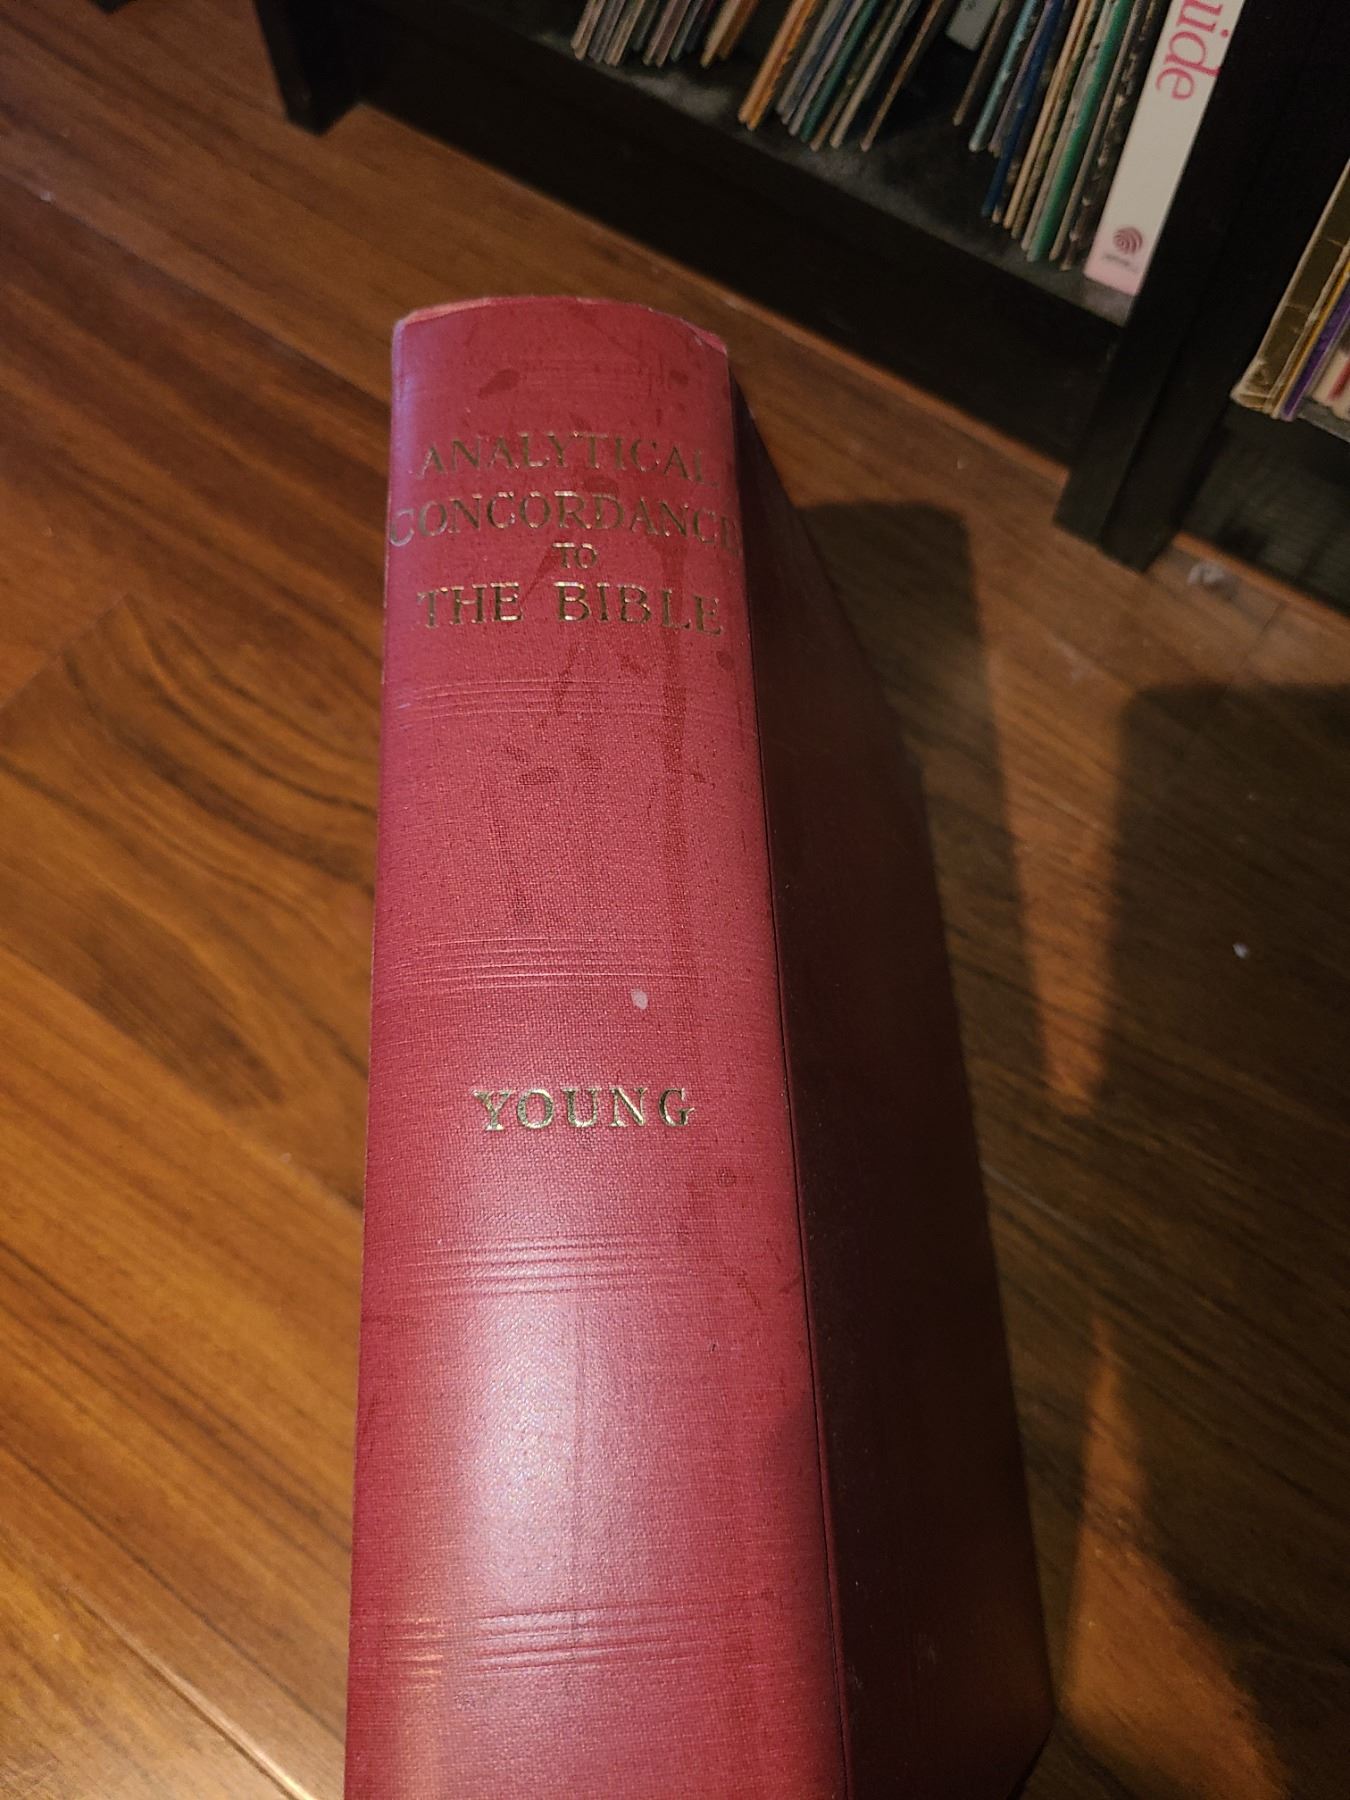 uide
ANALYTICAL
CONCORDANCE
TO
THE BIBLE
YOUNG